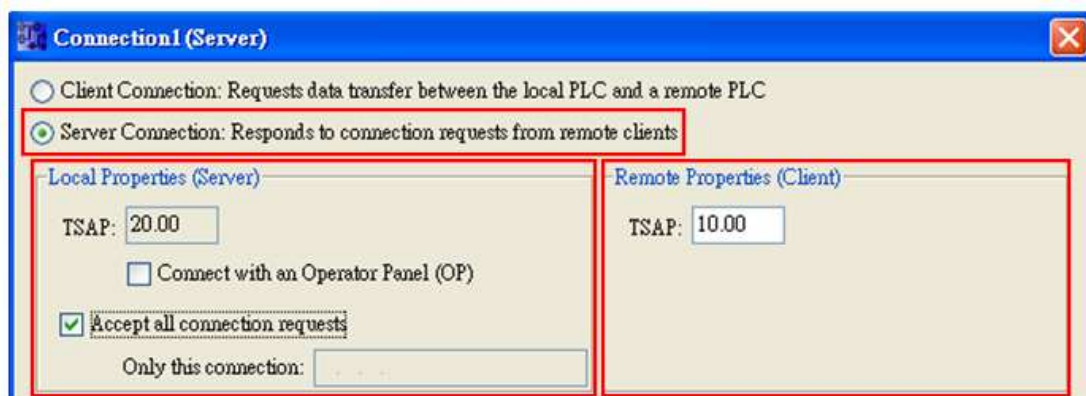 Connection1 (Server)
Client Connection: Requests data transfer between the local PLC and a remote PLC
Server Connection: Responds to connection requests from remote clients
Local Properties (Server)
TSAP: 20.00
Connect with an Operator Panel (OP)
Accept all connection requests
Only this connection: . . .
Remote Properties (Client)
TSAP: 10.00